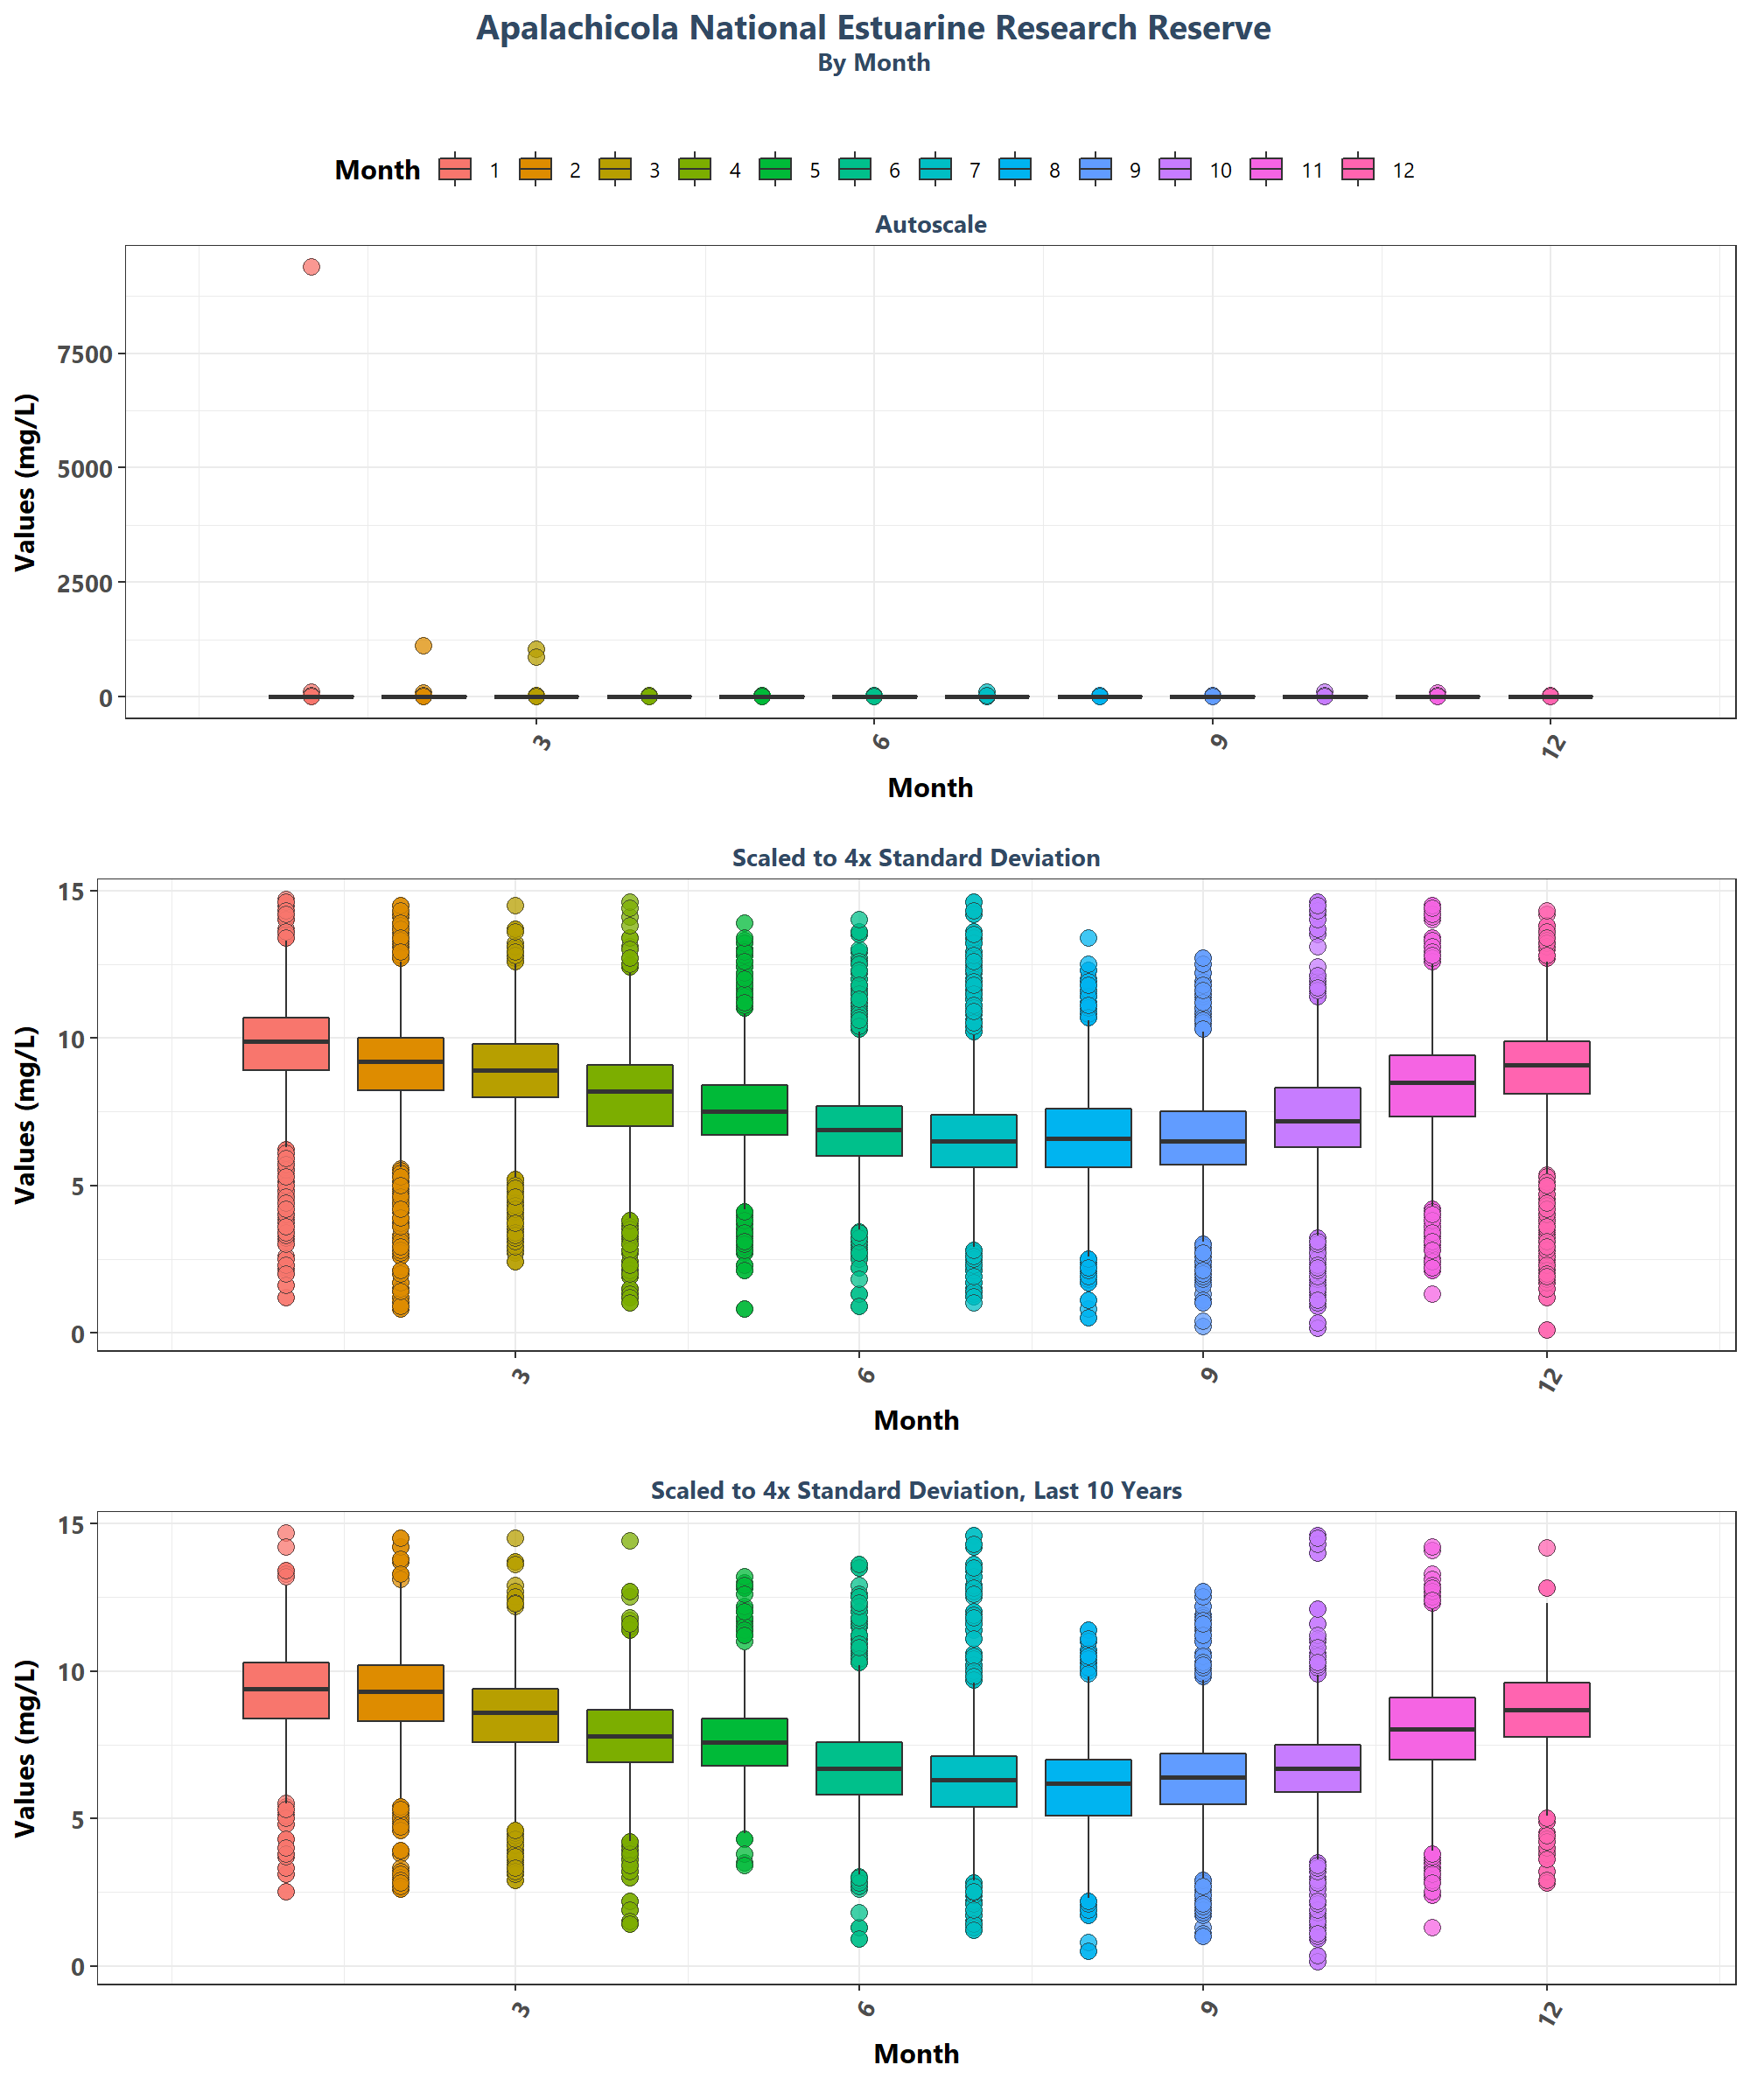 Apalachicola National Estuarine Research Reserve
By Month
Month 1 2 3 4 5 6 7 8 9 10 11 12
Autoscale
Values (mg/L)
7500
5000
2500
0
3 6 9 12
Month
Scaled to 4x Standard Deviation
Values (mg/L)
15
10
5
0
3 6 9 12
Month
Scaled to 4x Standard Deviation, Last 10 Years
Values (mg/L)
15
10
5
0
3 6 9 12
Month